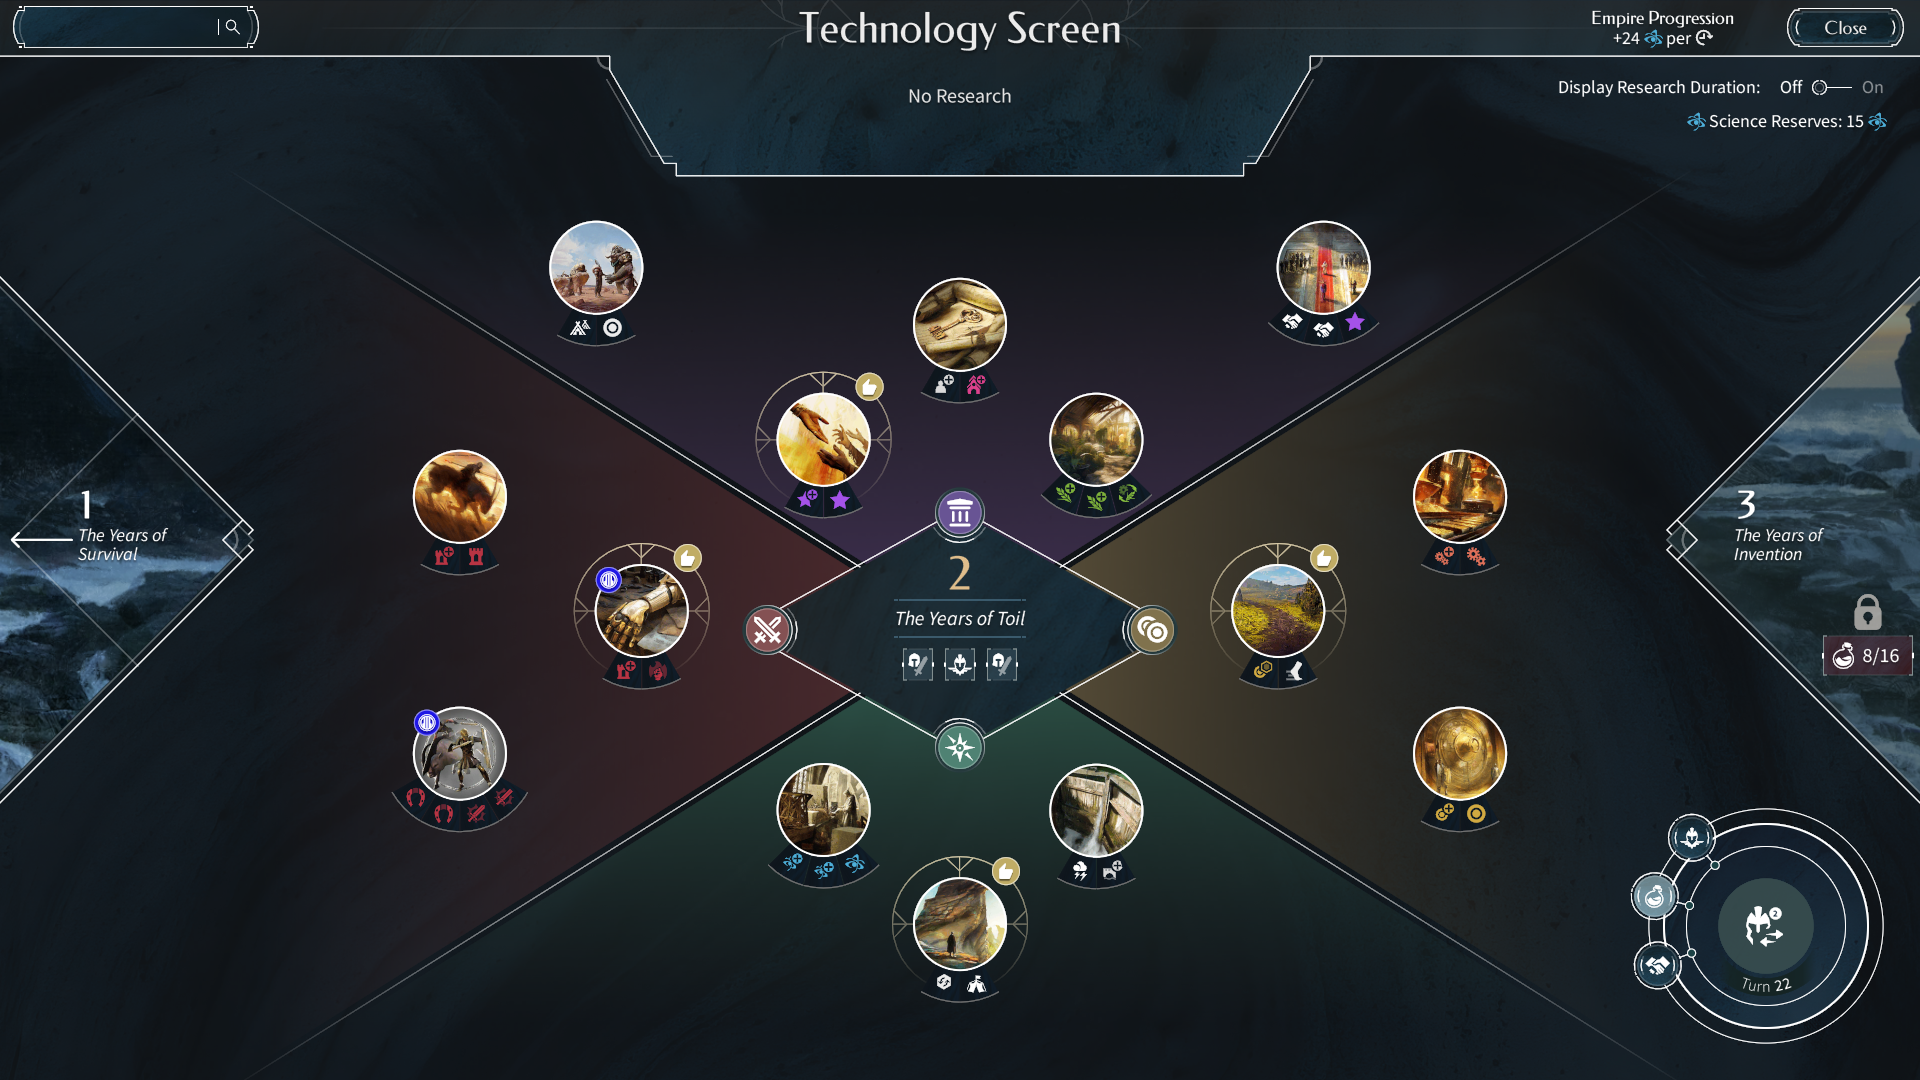 Technology Screen
Empire Progression
+24 per
Close
No Research
Display Research Duration: Off On
Science Reserves: 15
1
The Years of
Survival
2
The Years of Toil
3
The Years of
Invention
8/16
2
Turn 22